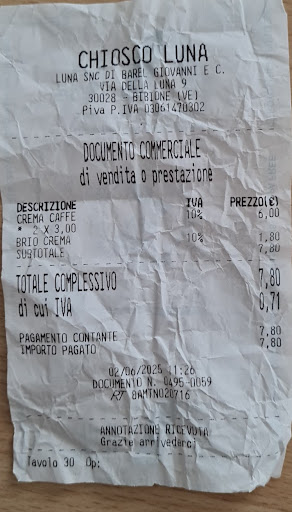 CHIOSCO LUNA
LUNA SNC DI BAREL GIOVANNI E C.
VIA DELLA LUNA 9
30028 - BIBIONE (VE)
Piva P.IVA 03061470302
DOCUMENTO COMMERCIALE
di vendita o prestazione
DESCRIZIONE IVA PREZZO(€)
CREMA CAFFE 10% 6,00
* 2 X 3,00
BRIO CREMA 10% 1,80
SUBTOTALE 7,80
TOTALE COMPLESSIVO 7,80
di cui IVA 0,71
PAGAMENTO CONTANTE 7,80
IMPORTO PAGATO 7,80
02/06/2025 11:26
DOCUMENTO N. 0495-0059
RT 8AMTN020716
ANNOTAZIONE RICEVUTA
Grazie arrivederci
Tavolo 30 Op: